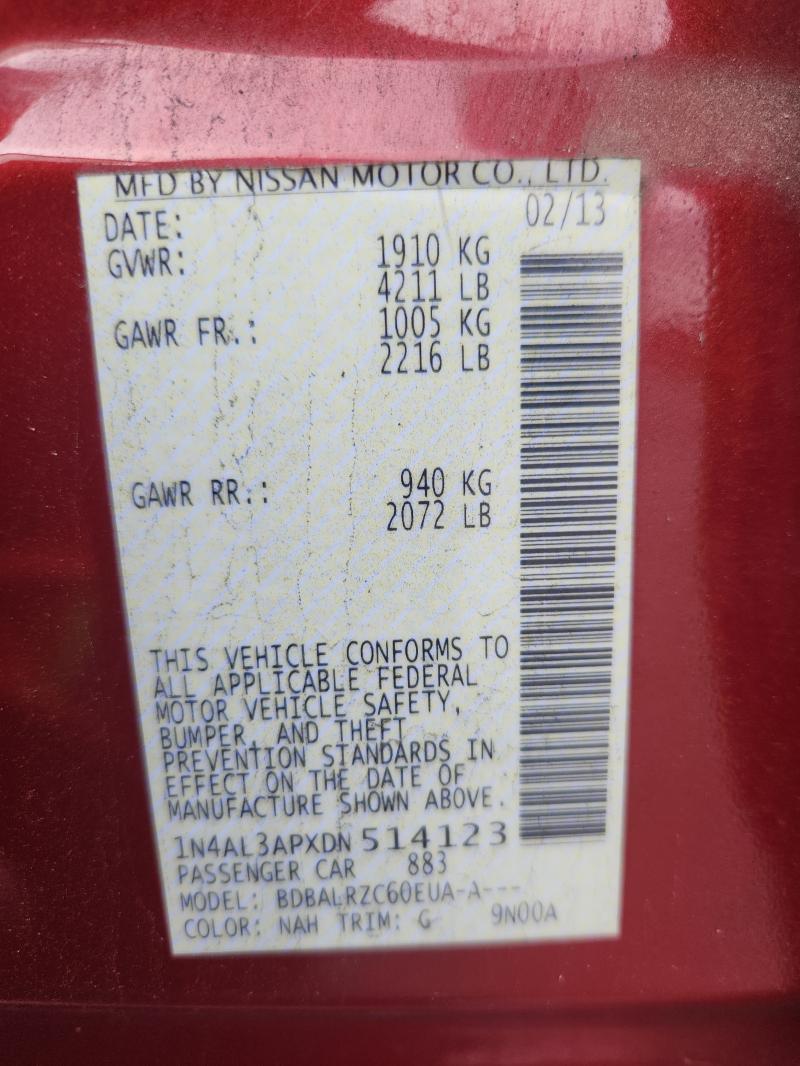 MFD BY NISSAN MOTOR CO., LTD.
DATE: 02/13
GVWR: 1910 KG
4211 LB
GAWR FR.: 1005 KG
2216 LB
GAWR RR.: 940 KG
2072 LB
THIS VEHICLE CONFORMS TO
ALL APPLICABLE FEDERAL
MOTOR VEHICLE SAFETY,
BUMPER, AND THEFT
PREVENTION STANDARDS IN
EFFECT ON THE DATE OF
MANUFACTURE SHOWN ABOVE.
1N4AL3APXDN514123
PASSENGER CAR 883
MODEL: BDBALRZC60EUA-A---
COLOR: NAH TRIM: G 9N00A